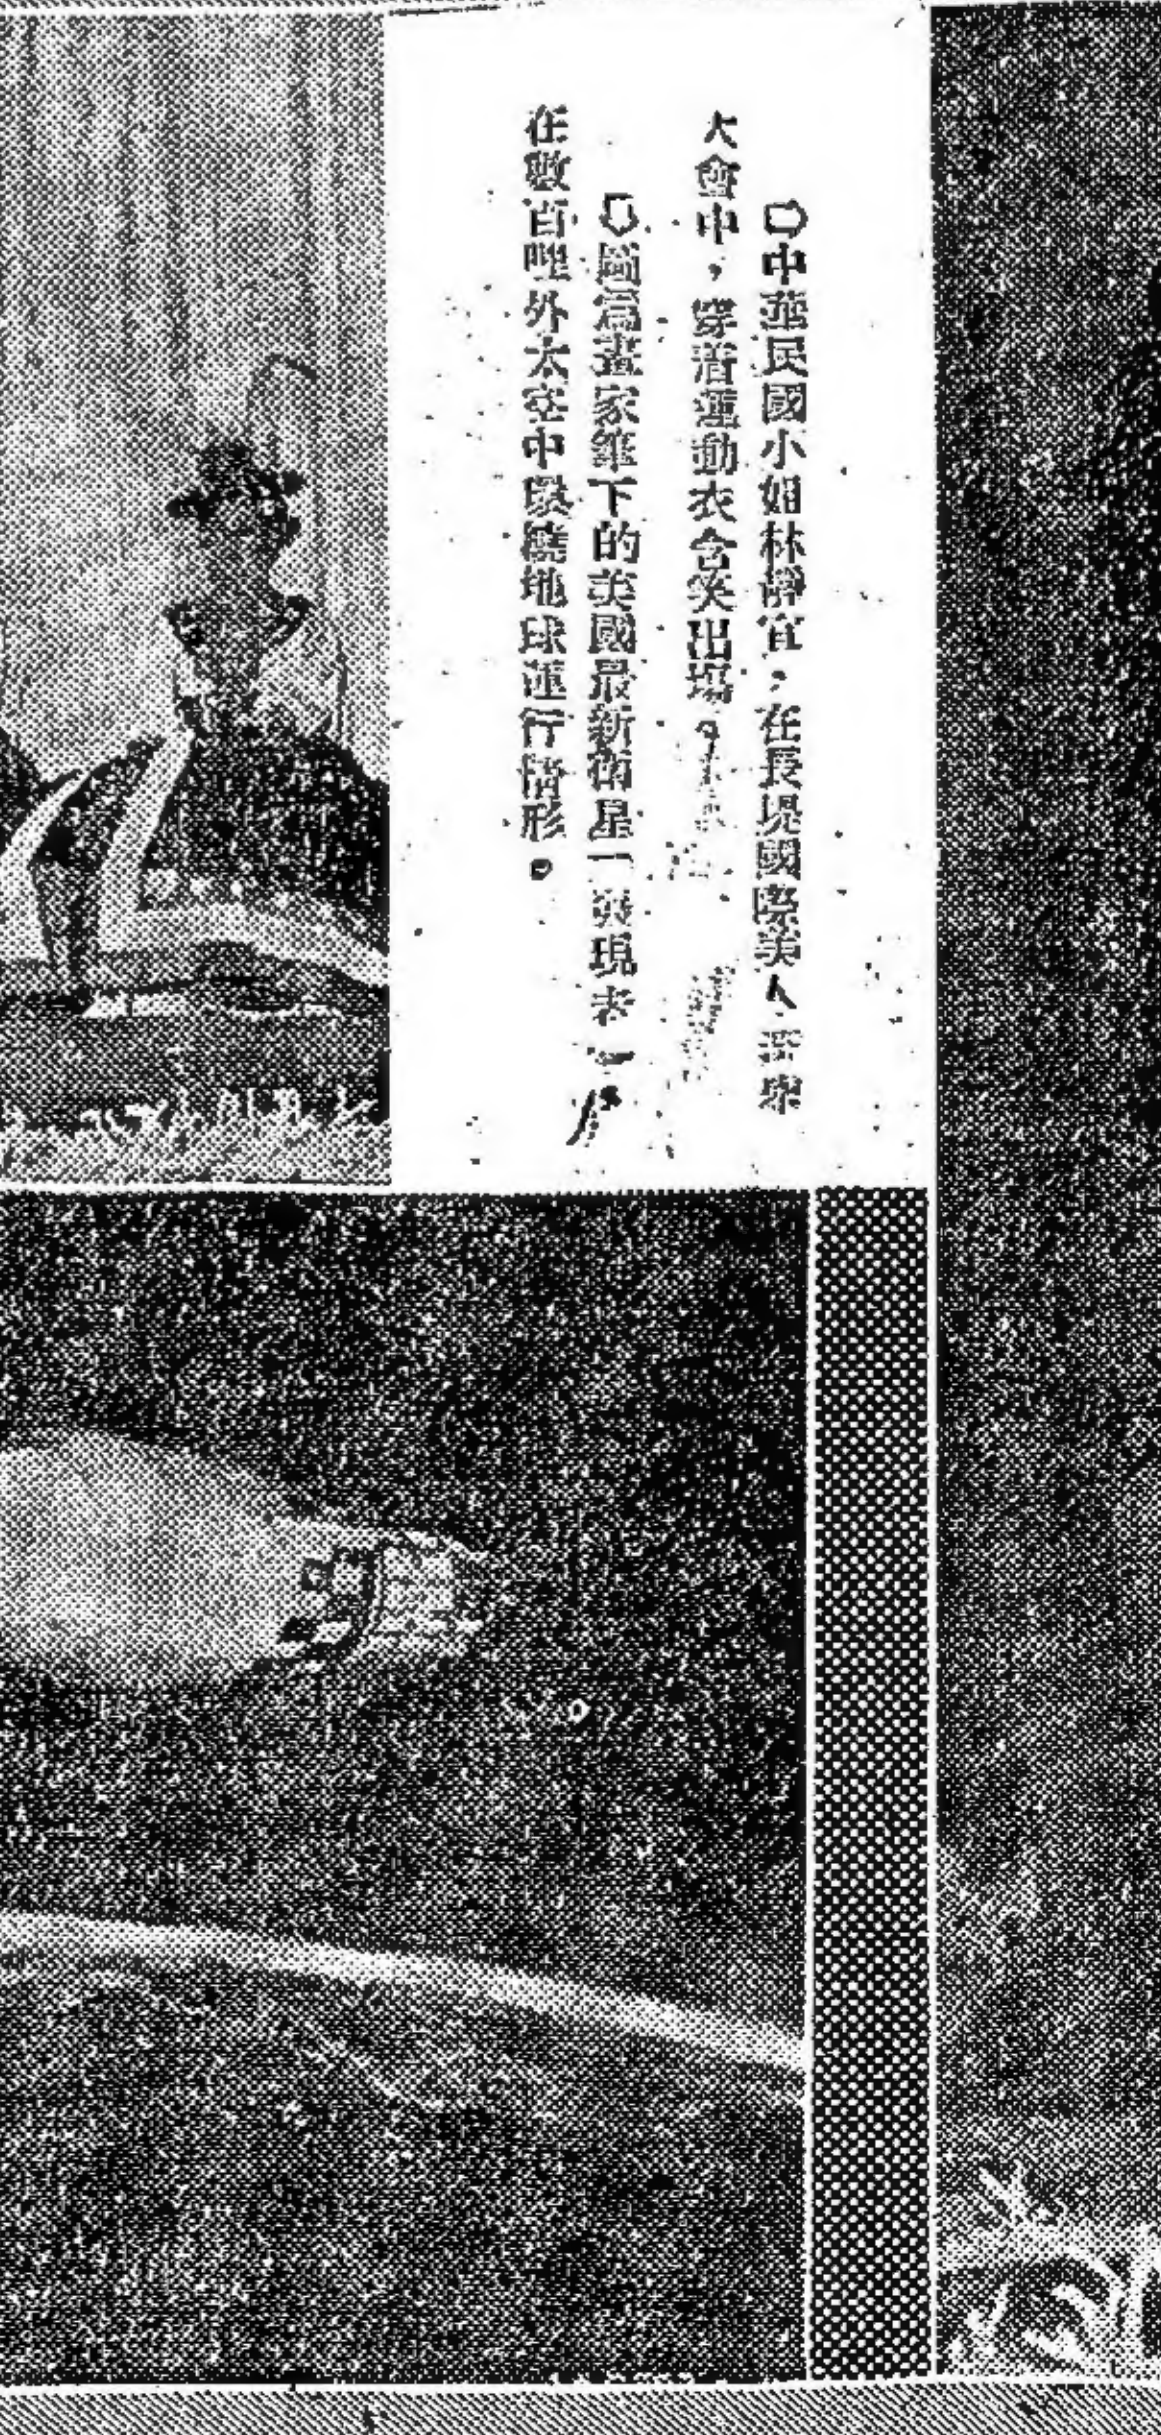 ⇨中華民國小姐林靜宜,在長堤國際美人
大會中,穿着運動衣含笑出場。
⇩圖為畫家筆下的美國最新衛星「發現者」
在數百哩外太空中環繞地球運行情形。